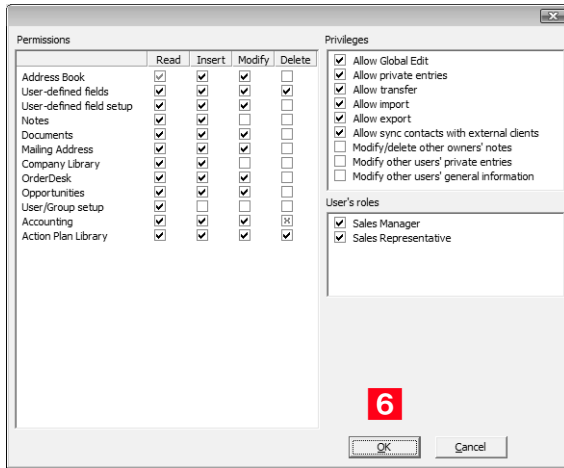 Permissions
Read Insert Modify Delete
Address Book
User-defined fields
User-defined field setup
Notes
Documents
Mailing Address
Company Library
OrderDesk
Opportunities
User/Group setup
Accounting
Action Plan Library
Privileges
Allow Global Edit
Allow private entries
Allow transfer
Allow import
Allow export
Allow sync contacts with external clients
Modify/delete other owners' notes
Modify other users' private entries
Modify other users' general information
User's roles
Sales Manager
Sales Representative
6
OK Cancel